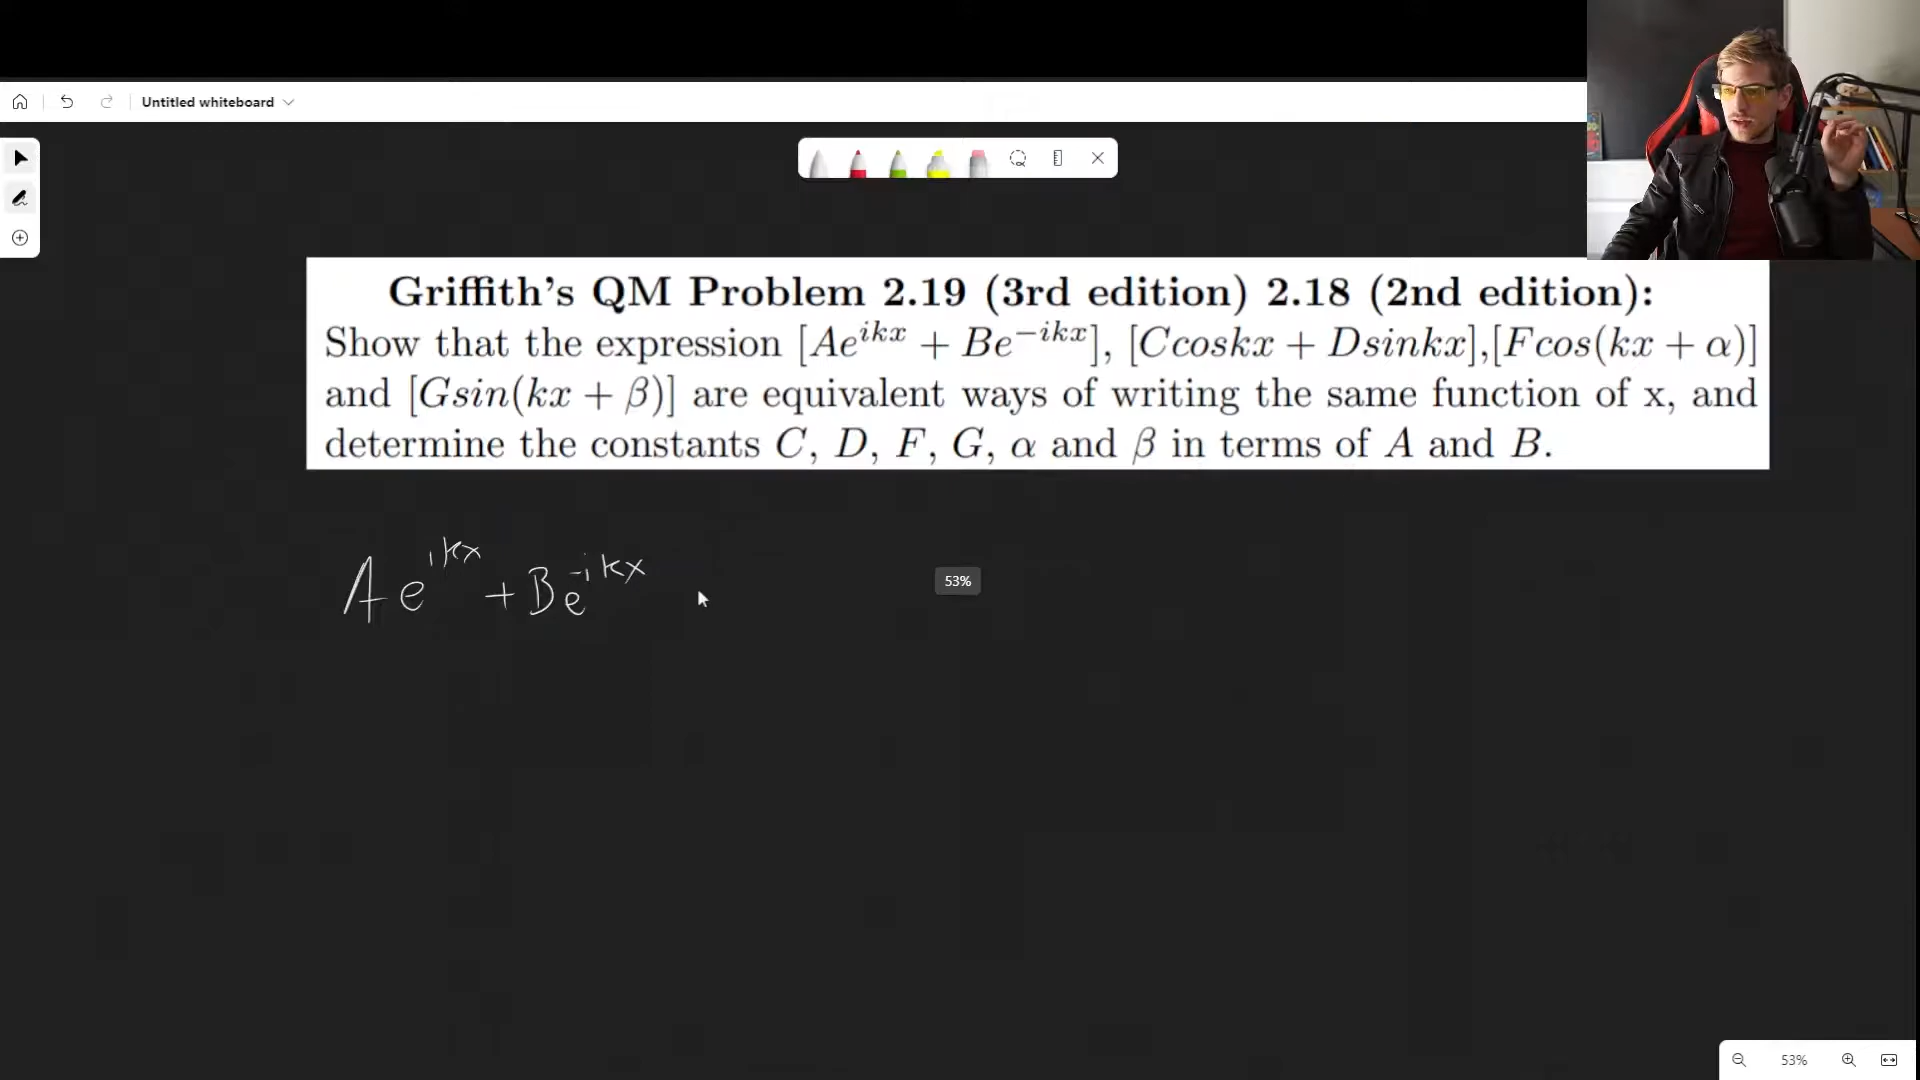 Untitled whiteboard
Griffith's QM Problem 2.19 (3rd edition) 2.18 (2nd edition):
Show that the expression [Ae^{ikx} + Be^{−ikx}], [Ccoskx + Dsinkx],[Fcos(kx + α)]
and [Gsin(kx + β)] are equivalent ways of writing the same function of x, and
determine the constants C, D, F, G, α and β in terms of A and B.
A e^{ikx} + B e^{-ikx}
53%
53%